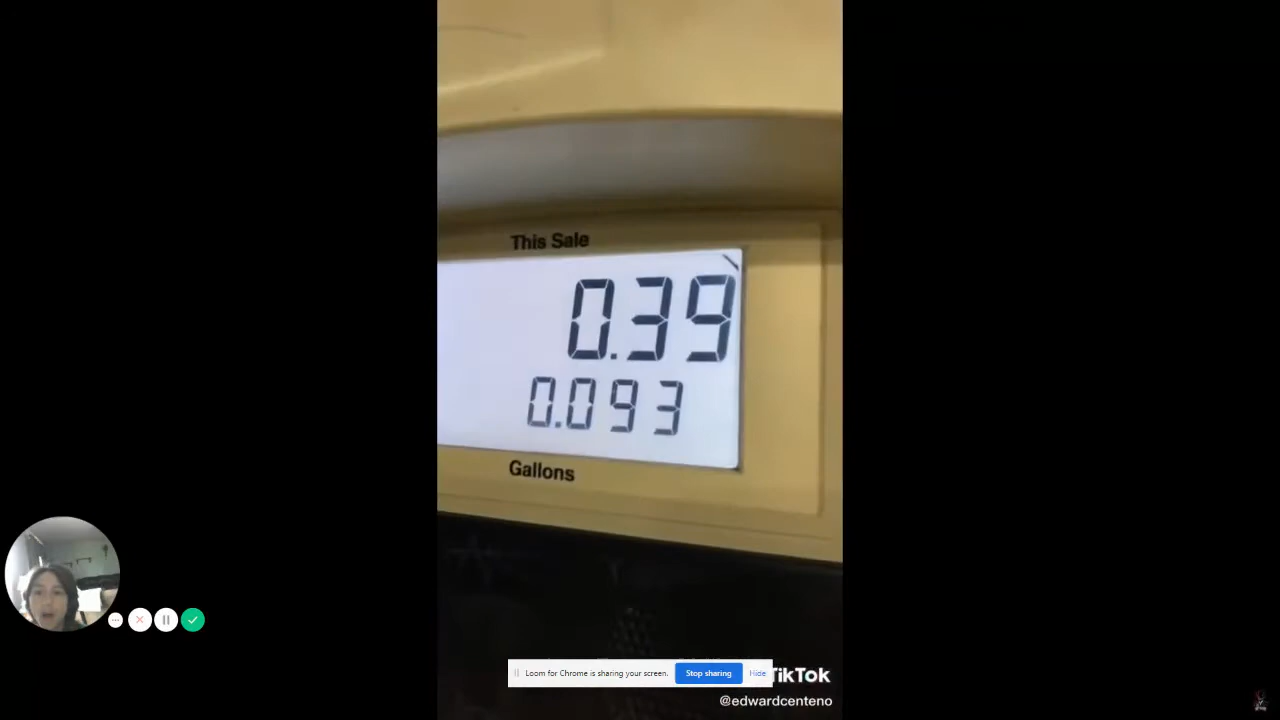 This Sale
0.39
0.093
Gallons
Loom for Chrome is sharing your screen.
Stop sharing
Hide
TikTok
@edwardcenteno